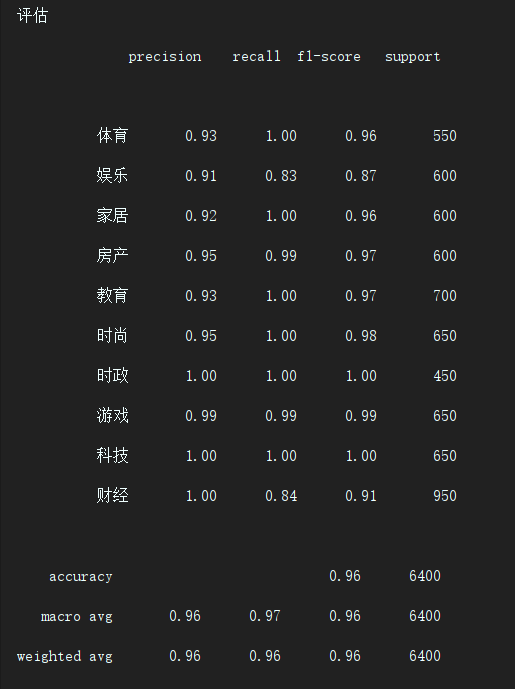 评估
precision recall f1-score support
体育 0.93 1.00 0.96 550
娱乐 0.91 0.83 0.87 600
家居 0.92 1.00 0.96 600
房产 0.95 0.99 0.97 600
教育 0.93 1.00 0.97 700
时尚 0.95 1.00 0.98 650
时政 1.00 1.00 1.00 450
游戏 0.99 0.99 0.99 650
科技 1.00 1.00 1.00 650
财经 1.00 0.84 0.91 950
accuracy 0.96 6400
macro avg 0.96 0.97 0.96 6400
weighted avg 0.96 0.96 0.96 6400